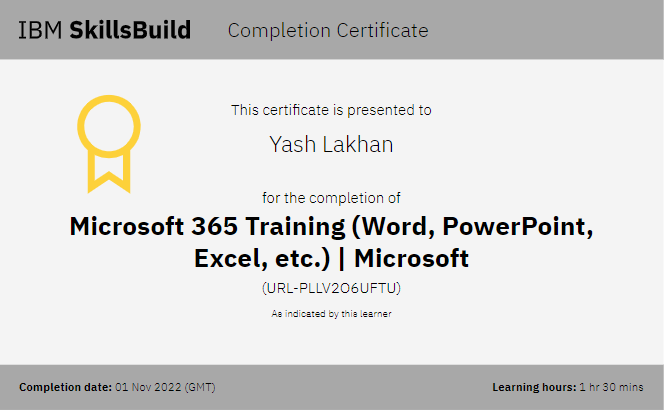 IBM SkillsBuild Completion Certificate
This certificate is presented to
Yash Lakhan
for the completion of
Microsoft 365 Training (Word, PowerPoint,
Excel, etc.) | Microsoft
(URL-PLLV2O6UFTU)
As indicated by this learner
Completion date: 01 Nov 2022 (GMT) Learning hours: 1 hr 30 mins